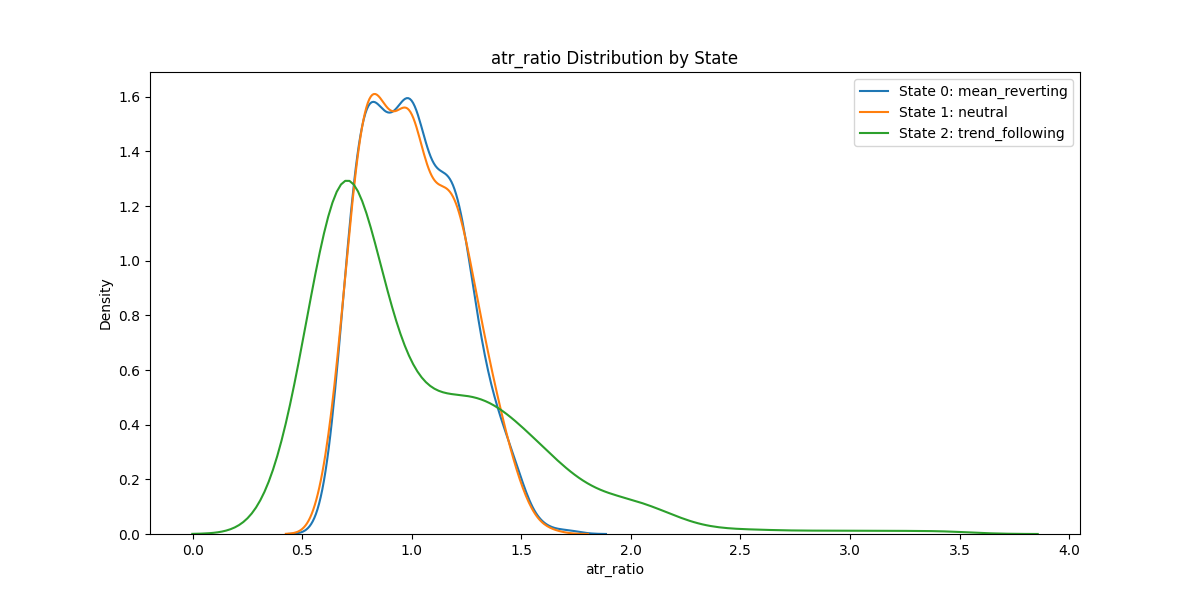 atr_ratio Distribution by State
State 0: mean_reverting
State 1: neutral
State 2: trend_following
Density
1.6
1.4
1.2
1.0
0.8
0.6
0.4
0.2
0.0
0.0 0.5 1.0 1.5 2.0 2.5 3.0 3.5 4.0
atr_ratio